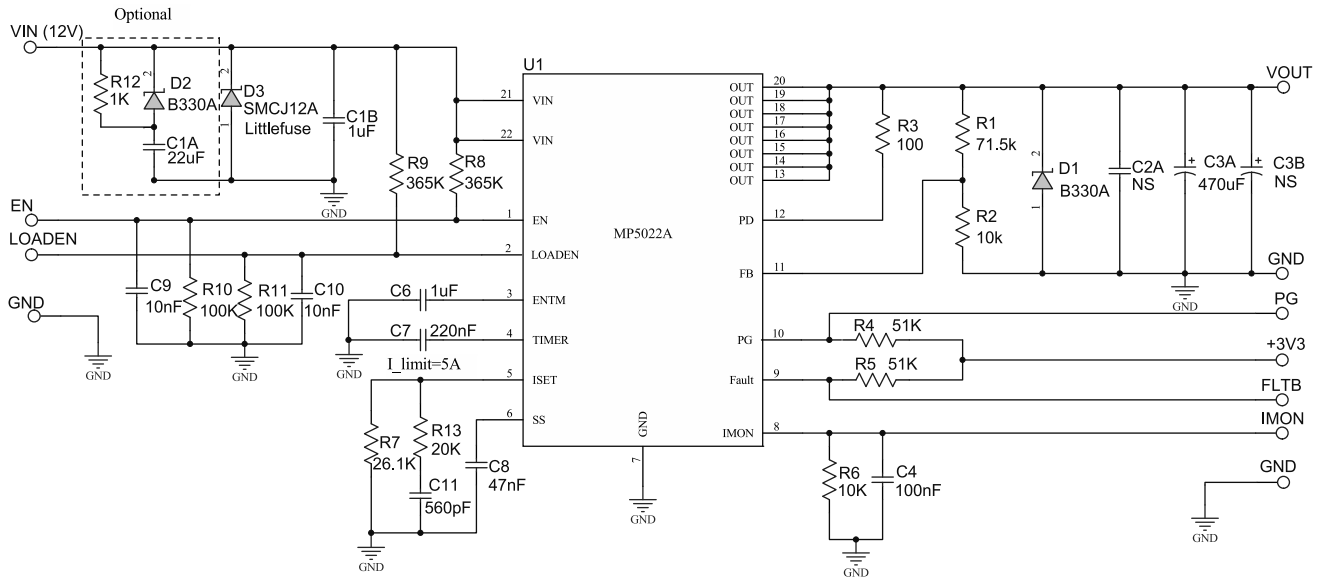 Optional
VIN (12V)
R12
1K
2
D2
B330A
C1A
22uF
2
D3
SMCJ12A
Littlefuse
1
C1B
1uF
GND
R9
365K
R8
365K
EN
LOADEN
GND
GND
C9
10nF
R10
100K
R11
100K
C10
10nF
GND
C6
1uF
C7
220nF
GND
I_limit=5A
R7
26.1K
R13
20K
C11
560pF
C8
47nF
GND
U1
MP5022A
21
VIN
22
VIN
1
EN
2
LOADEN
3
ENTM
4
TIMER
5
ISET
6
SS
GND
7
GND
OUT
20
OUT
19
OUT
18
OUT
17
OUT
16
OUT
15
OUT
14
OUT
13
PD
12
FB
11
PG
10
Fault
9
IMON
8
R3
100
R1
71.5k
R2
10k
2
D1
B330A
1
C2A
NS
+
C3A
470uF
+
C3B
NS
VOUT
GND
GND
PG
R4
51K
+3V3
R5
51K
FLTB
IMON
R6
10K
C4
100nF
GND
GND
GND